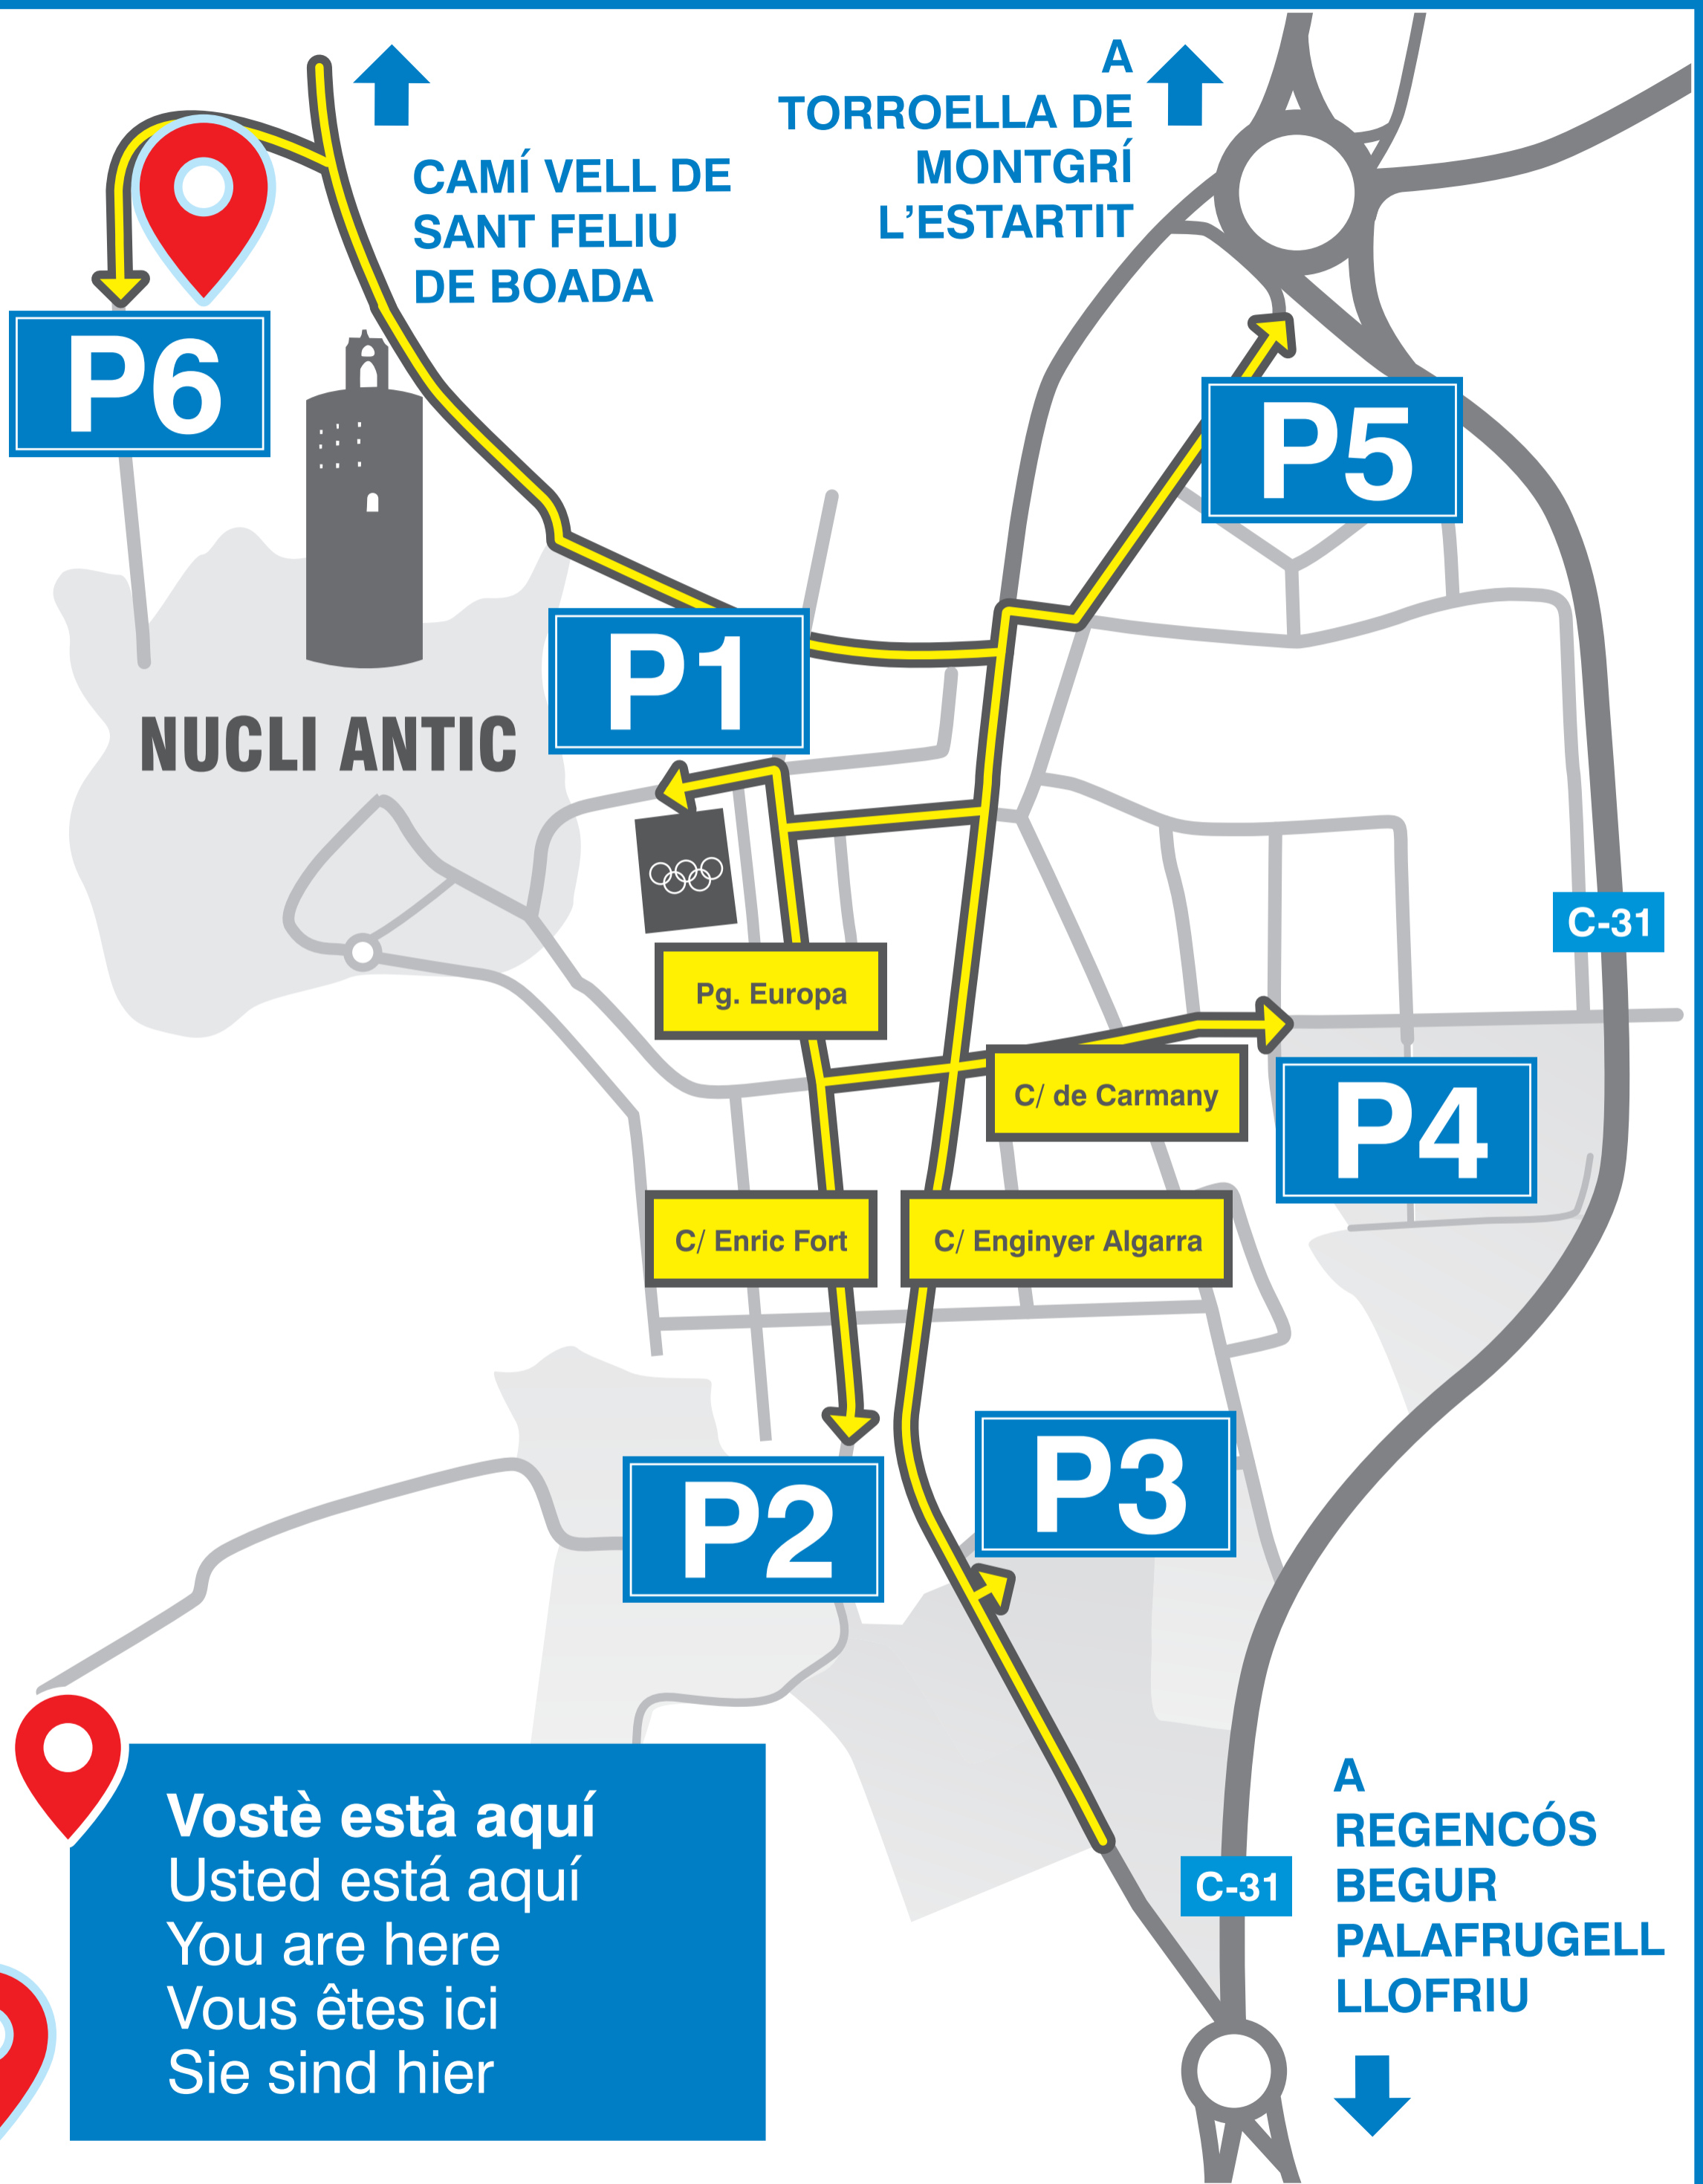 A
TORROELLA DE
MONTGRÍ
L'ESTARTIT
CAMÍ VELL DE
SANT FELIU
DE BOADA
P6
P5
P1
NUCLI ANTIC
C-31
Pg. Europa
C/ de Carmany
P4
C/ Enric Fort
C/ Enginyer Algarra
P3
P2
Vostè està aquí
Usted está aquí
You are here
Vous êtes ici
Sie sind hier
C-31
A
REGENCÓS
BEGUR
PALAFRUGELL
LLOFRIU